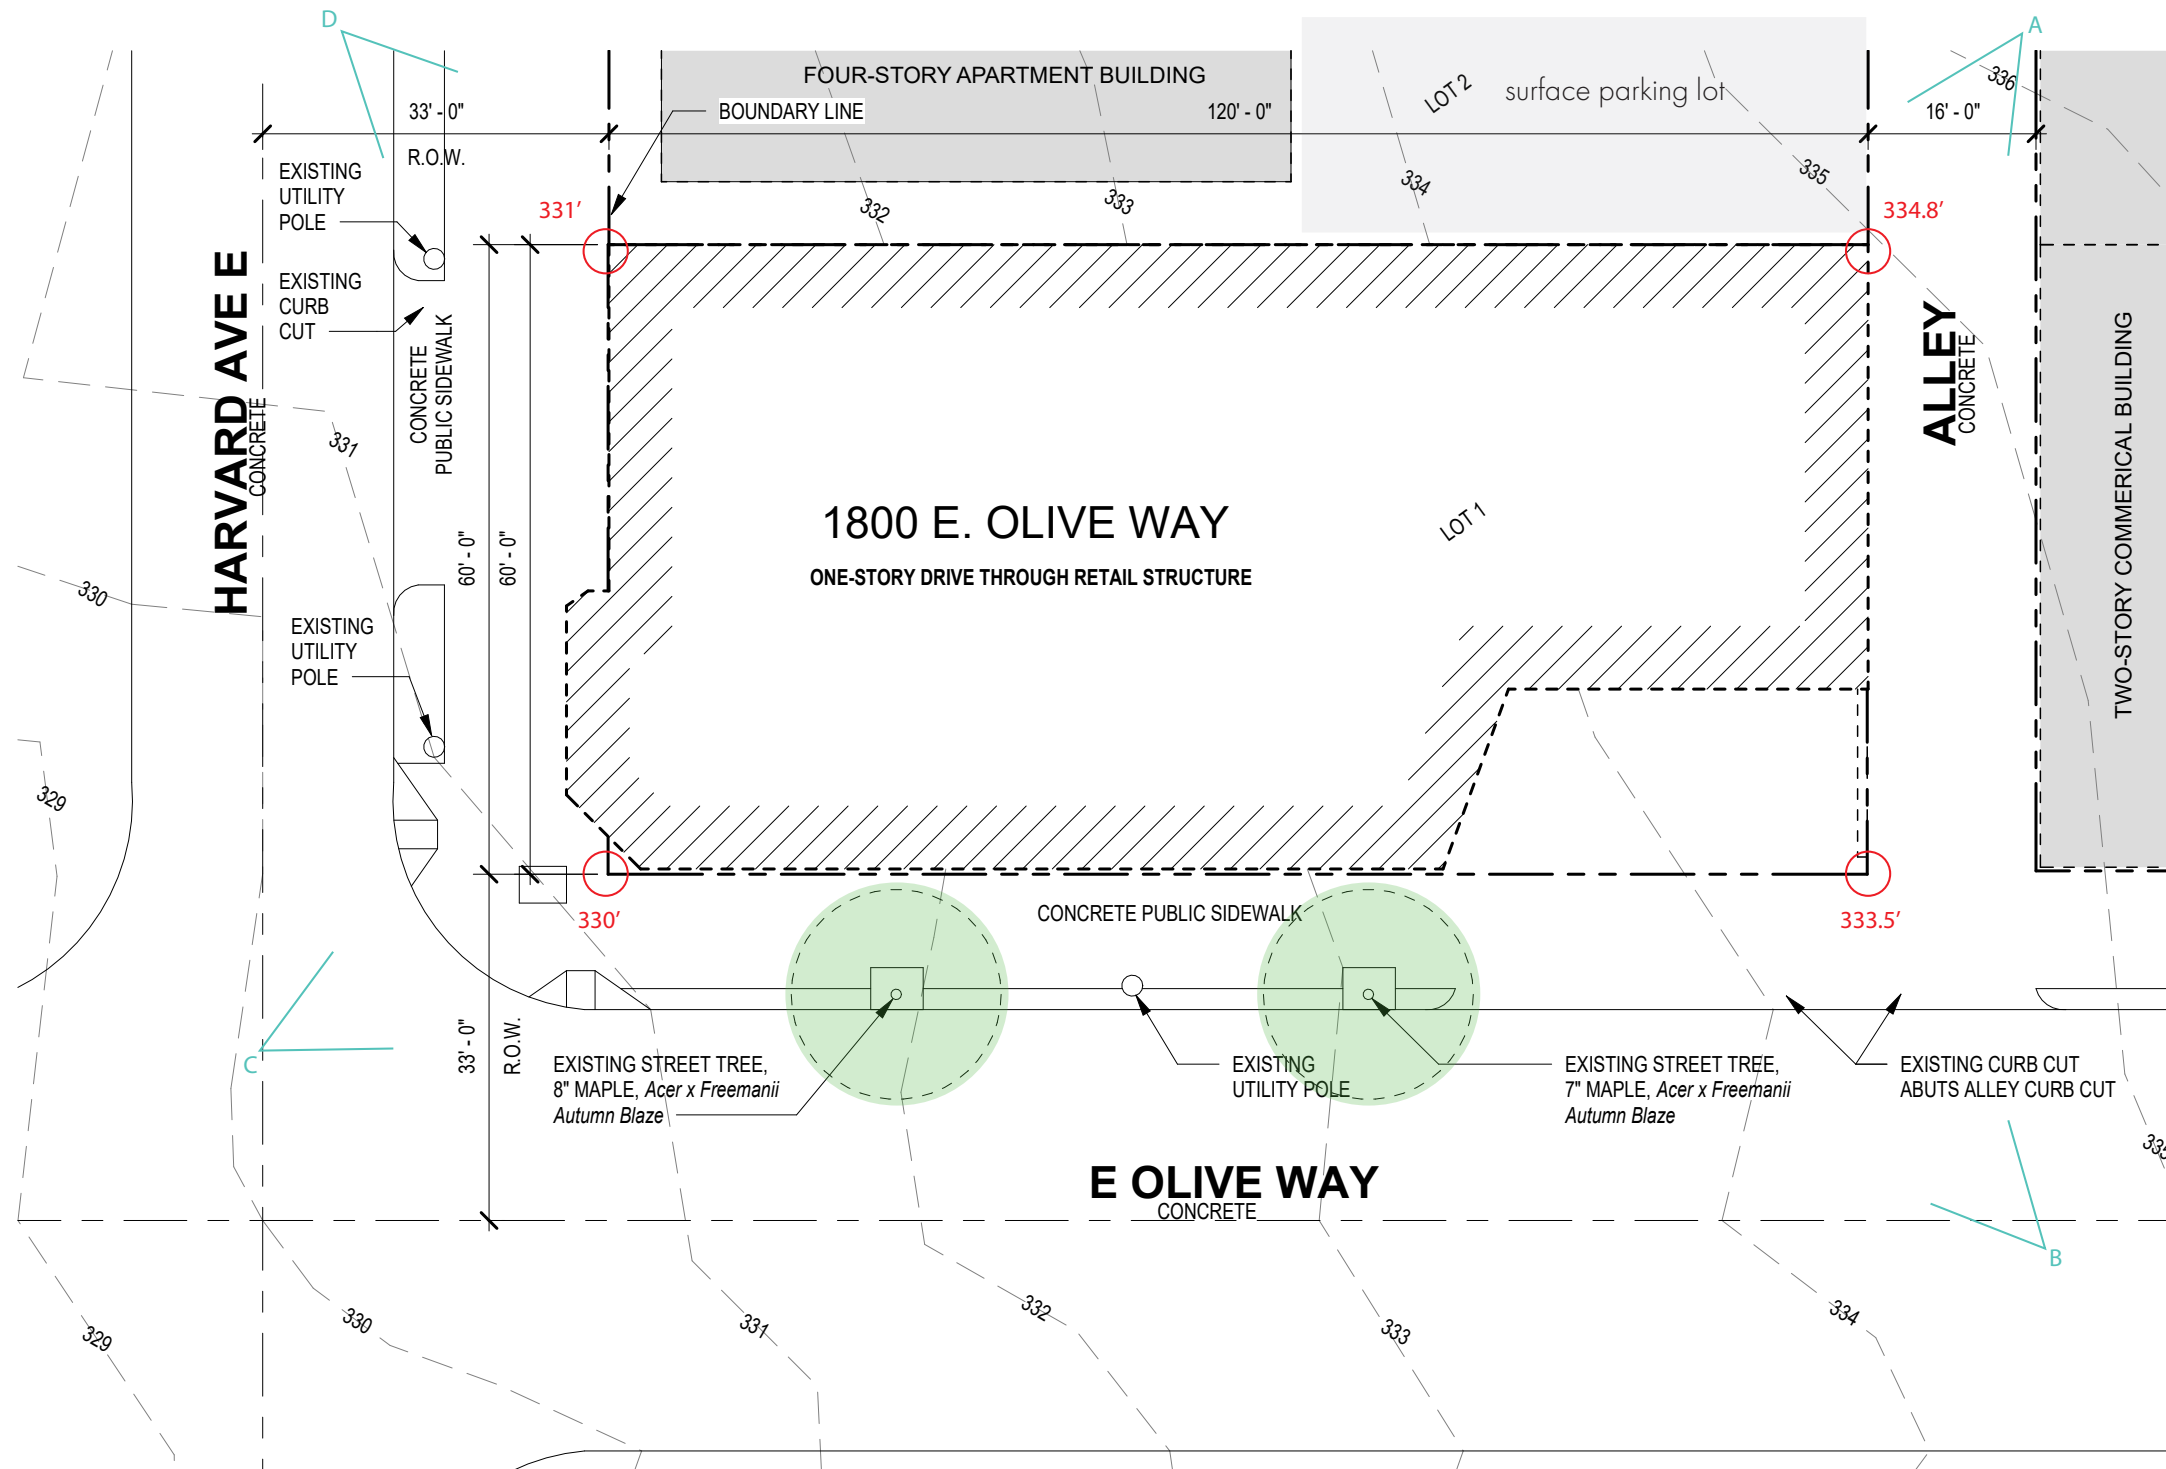 D
A
FOUR-STORY APARTMENT BUILDING
336
33' - 0"
BOUNDARY LINE
120' - 0"
LOT 2
surface parking lot
16' - 0"
R.O.W.
EXISTING
UTILITY
POLE
331’
332
333
334
335
334.8’
EXISTING
CURB
CUT
HARVARD AVE E
CONCRETE
CONCRETE
PUBLIC SIDEWALK
331
ALLEY
CONCRETE
TWO-STORY COMMERICAL BUILDING
1800 E. OLIVE WAY
LOT 1
ONE-STORY DRIVE THROUGH RETAIL STRUCTURE
60' - 0"
60' - 0"
330
EXISTING
UTILITY
POLE
329
330’
CONCRETE PUBLIC SIDEWALK
333.5’
C
33' - 0"
R.O.W.
EXISTING STREET TREE,
8" MAPLE, Acer x Freemanii
Autumn Blaze
EXISTING
UTILITY POLE
EXISTING STREET TREE,
7" MAPLE, Acer x Freemanii
Autumn Blaze
EXISTING CURB CUT
ABUTS ALLEY CURB CUT
335
E OLIVE WAY
CONCRETE
B
329
330
331
332
333
334